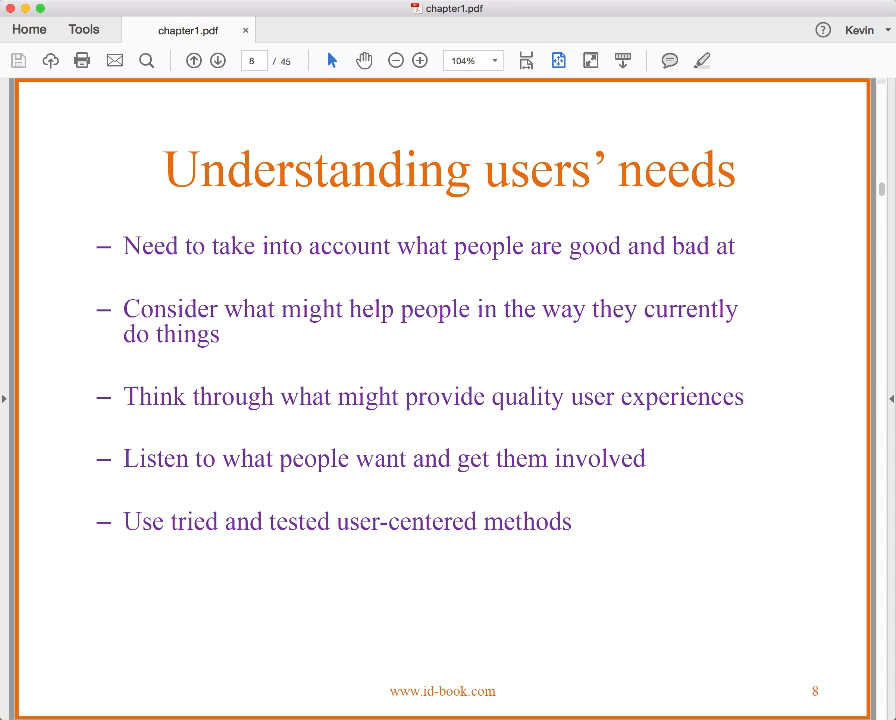 chapter1.pdf
Home Tools chapter1.pdf × ? Kevin
8 / 45 104%
Understanding users’ needs
– Need to take into account what people are good and bad at
– Consider what might help people in the way they currently
do things
– Think through what might provide quality user experiences
– Listen to what people want and get them involved
– Use tried and tested user-centered methods
www.id-book.com 8